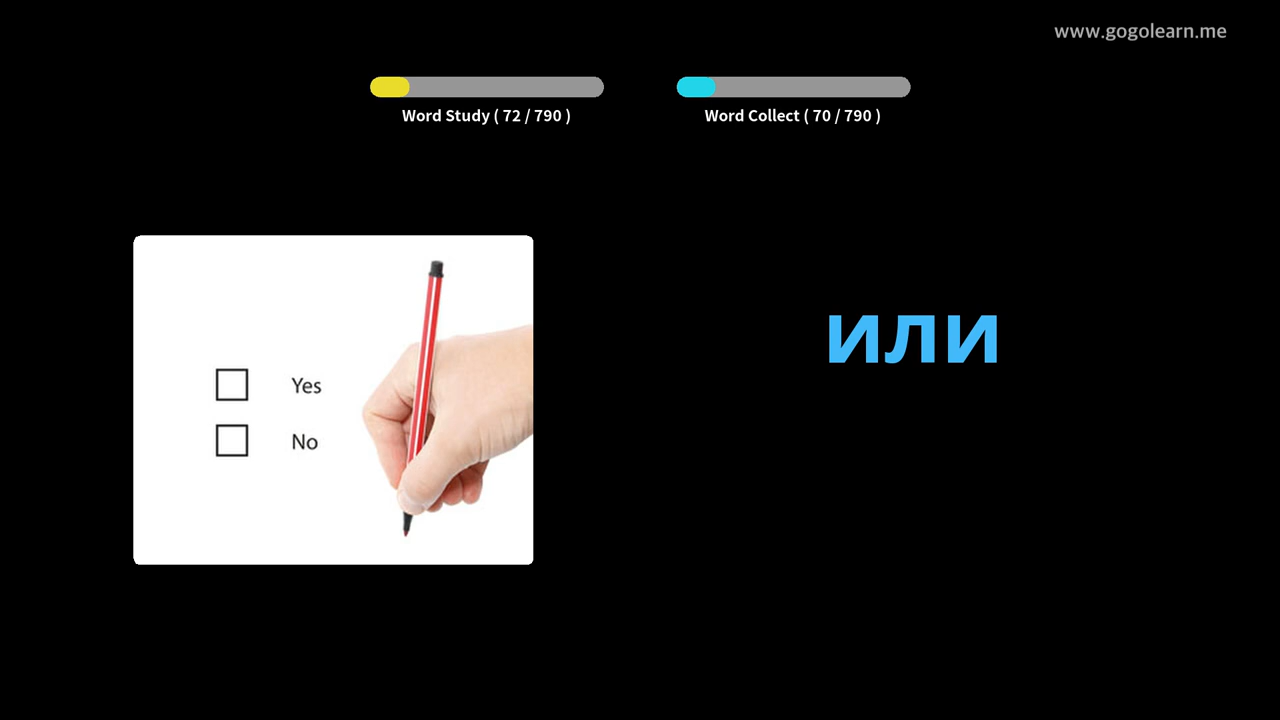 www.gogolearn.me
Word Study ( 72 / 790 )
Word Collect ( 70 / 790 )
Yes
No
или